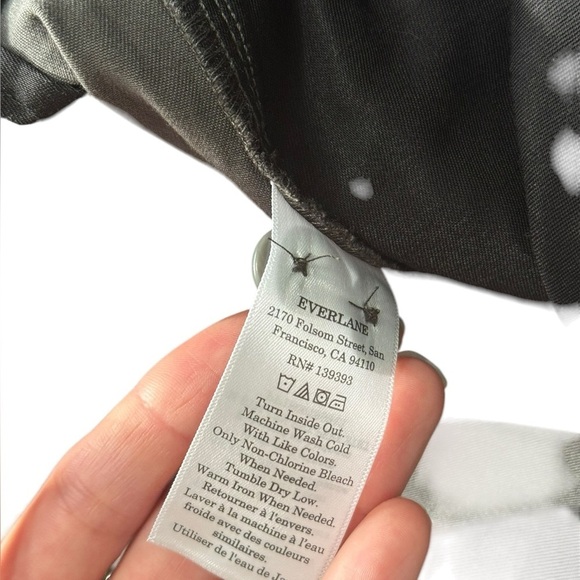 EVERLANE
2170 Folsom Street, San
Francisco, CA 94110
RN# 139393
Turn Inside Out.
Machine Wash Cold
With Like Colors.
Only Non-Chlorine Bleach
When Needed.
Tumble Dry Low.
Warm Iron When Needed.
Retourner à l'envers.
Laver à la machine à l'eau
froide avec des couleurs
similaires.
Utiliser de l'eau de Ja